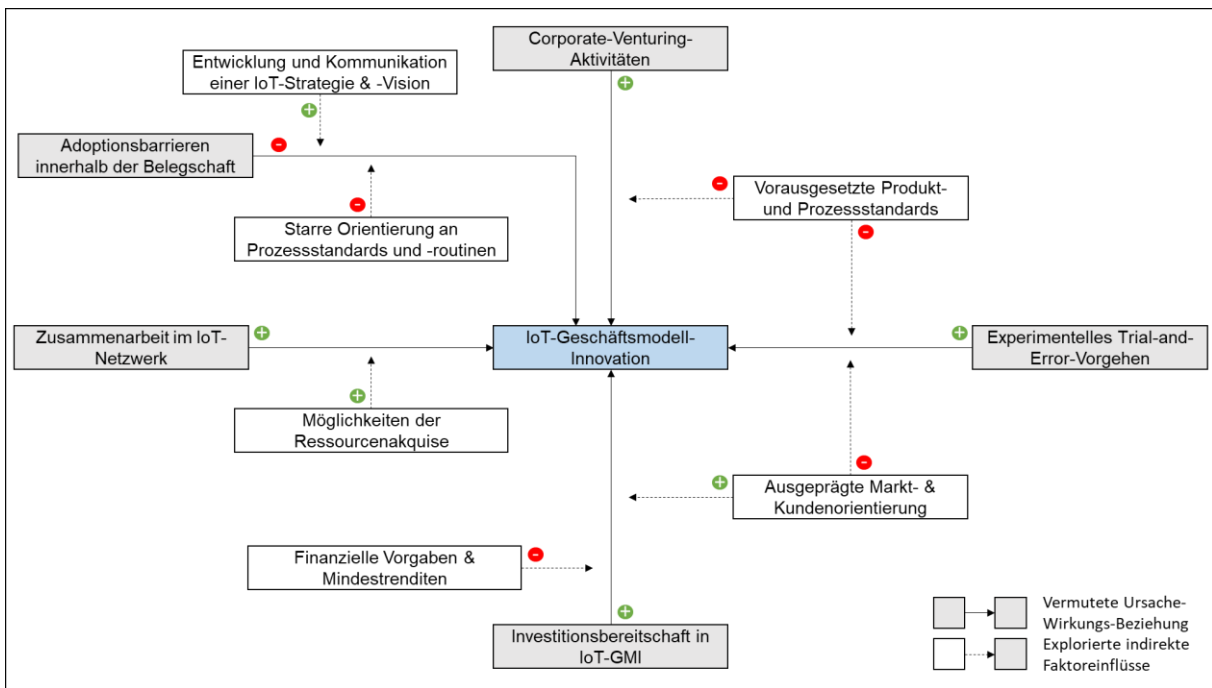 Corporate-Venturing-
Aktivitäten
+
Entwicklung und Kommunikation
einer IoT-Strategie & -Vision
+
Adoptionsbarrieren
innerhalb der Belegschaft
-
-
Starre Orientierung an
Prozessstandards und -routinen
-
Vorausgesetzte Produkt-
und Prozessstandards
-
Zusammenarbeit im IoT-
Netzwerk
+
IoT-Geschäftsmodell-
Innovation
+
Experimentelles Trial-and-
Error-Vorgehen
+
Möglichkeiten der
Ressourcenakquise
-
+
Ausgeprägte Markt- &
Kundenorientierung
Finanzielle Vorgaben &
Mindestrenditen
-
+
Investitionsbereitschaft in
IoT-GMI
Vermutete Ursache-
Wirkungs-Beziehung
Explorierte indirekte
Faktoreinflüsse